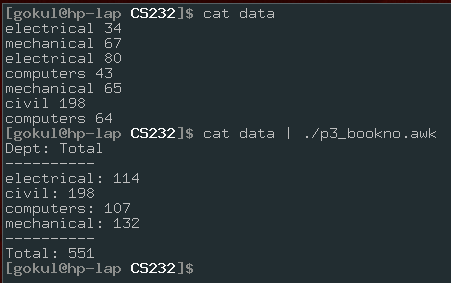 [gokul@hp-lap CS232]$ cat data
electrical 34
mechanical 67
electrical 80
computers 43
mechanical 65
civil 198
computers 64
[gokul@hp-lap CS232]$ cat data | ./p3_bookno.awk
Dept: Total
----------
electrical: 114
civil: 198
computers: 107
mechanical: 132
----------
Total: 551
[gokul@hp-lap CS232]$